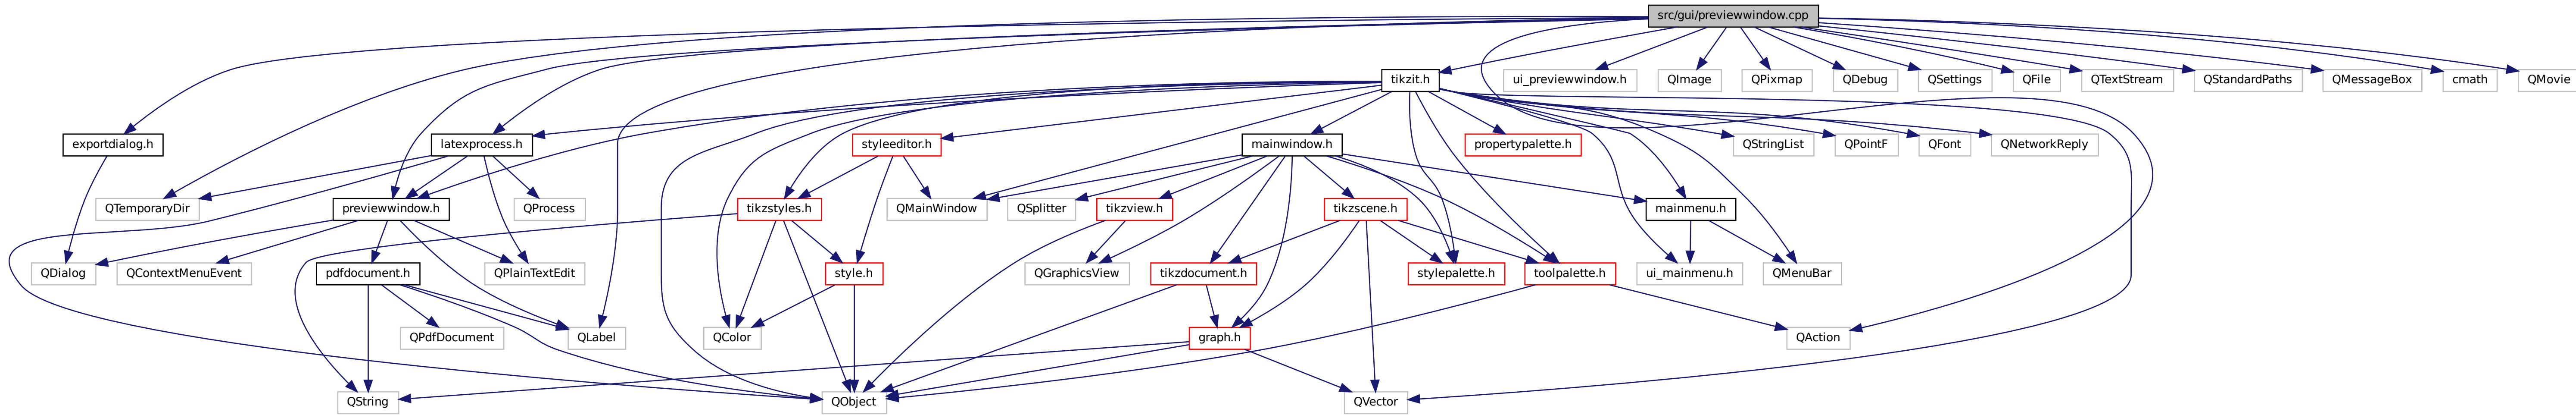 src/gui/previewwindow.cpp
tikzit.h
ui_previewwindow.h
QImage
QPixmap
QDebug
QSettings
QFile
QTextStream
QStandardPaths
QMessageBox
cmath
QMovie
exportdialog.h
latexprocess.h
styleeditor.h
mainwindow.h
propertypalette.h
QStringList
QPointF
QFont
QNetworkReply
QTemporaryDir
previewwindow.h
QProcess
tikzstyles.h
QMainWindow
QSplitter
tikzview.h
tikzscene.h
mainmenu.h
QDialog
QContextMenuEvent
pdfdocument.h
QPlainTextEdit
style.h
QGraphicsView
tikzdocument.h
stylepalette.h
toolpalette.h
ui_mainmenu.h
QMenuBar
QPdfDocument
QLabel
QColor
graph.h
QAction
QString
QObject
QVector